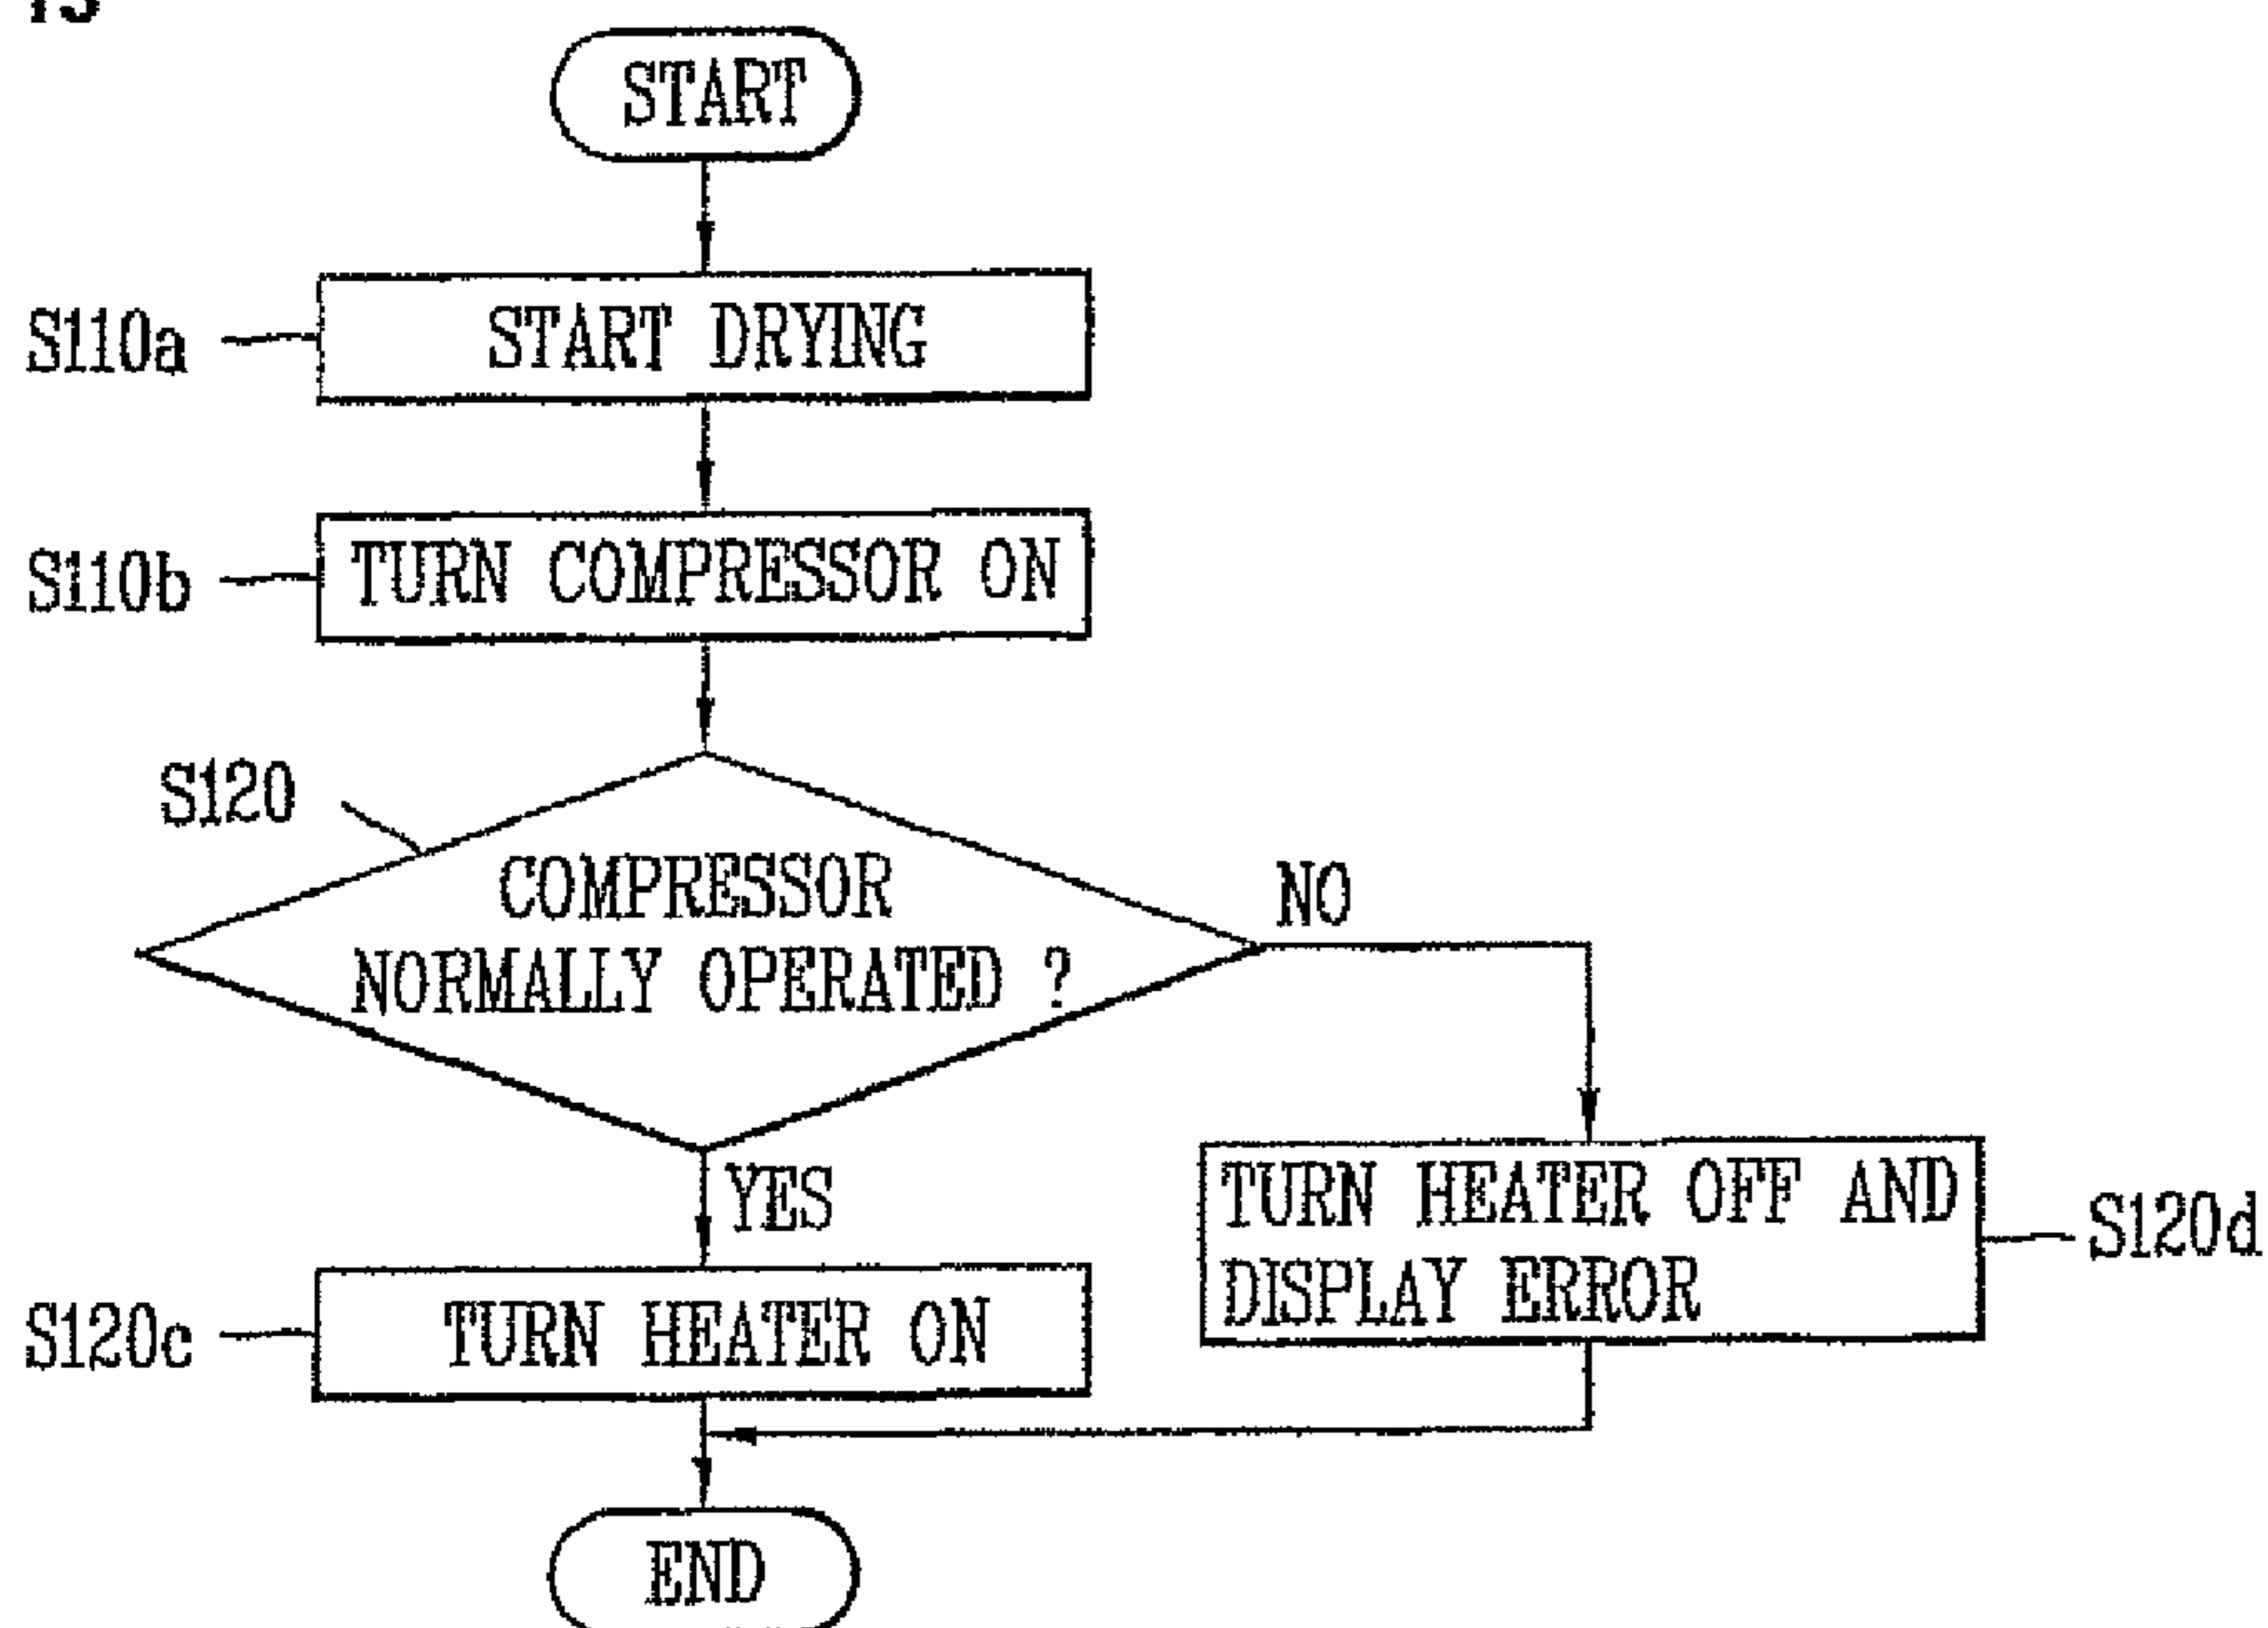 START
S110a
START DRYING
S110b
TURN COMPRESSOR ON
S120
COMPRESSOR
NORMALLY OPERATED ?
NO
YES
TURN HEATER OFF AND
DISPLAY ERROR
S120d
S120c
TURN HEATER ON
END